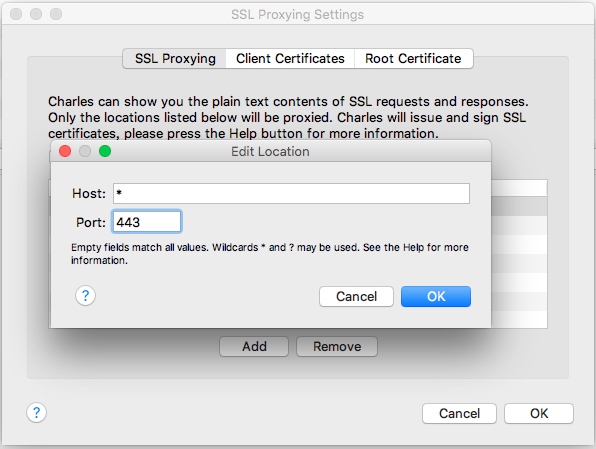 SSL Proxying Settings
SSL Proxying Client Certificates Root Certificate
Charles can show you the plain text contents of SSL requests and responses.
Only the locations listed below will be proxied. Charles will issue and sign SSL
certificates, please press the Help button for more information.
Edit Location
Host: *
Port: 443
Empty fields match all values. Wildcards * and ? may be used. See the Help for more
information.
? Cancel OK
Add Remove
? Cancel OK